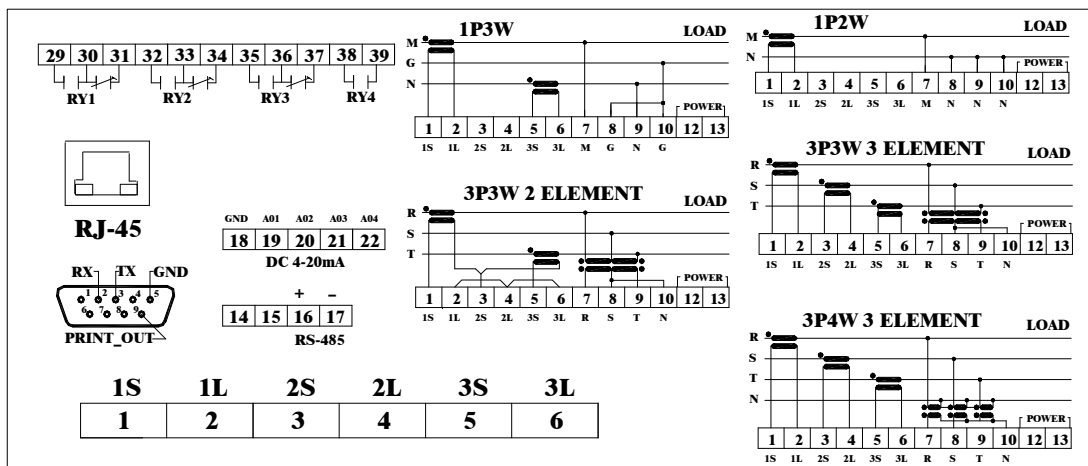 29 30 31 32 33 34 35 36 37 38 39
RY1 RY2 RY3 RY4
RJ-45
RX TX GND
1 2 3 4 5
6 7 8 9
PRINT_OUT
GND A01 A02 A03 A04
18 19 20 21 22
DC 4-20mA
+ −
14 15 16 17
RS-485
1S 1L 2S 2L 3S 3L
1 2 3 4 5 6
1P3W
LOAD
M
G
N
POWER
1 2 3 4 5 6 7 8 9 10 12 13
1S 1L 2S 2L 3S 3L M G N G
3P3W 2 ELEMENT
LOAD
R
S
T
POWER
1 2 3 4 5 6 7 8 9 10 12 13
1S 1L 2S 2L 3S 3L R S T N
1P2W
LOAD
M
N
POWER
1 2 3 4 5 6 7 8 9 10 12 13
1S 1L 2S 2L 3S 3L M N N N
3P3W 3 ELEMENT
LOAD
R
S
T
POWER
1 2 3 4 5 6 7 8 9 10 12 13
1S 1L 2S 2L 3S 3L R S T N
3P4W 3 ELEMENT
LOAD
R
S
T
N
POWER
1 2 3 4 5 6 7 8 9 10 12 13
1S 1L 2S 2L 3S 3L R S T N